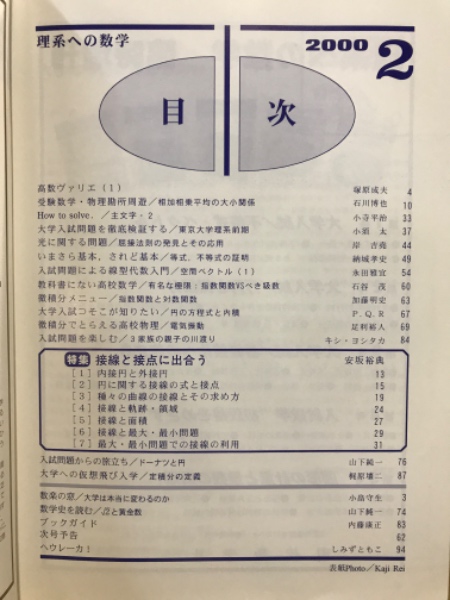 理系への数学
2000 2
目次
高数ヴァリエ(1) 塚原成夫 4
受験数学・物理勘所周遊/相加相乗平均の大小関係 石川博也 10
How to solve./主文字・2 小寺平治 33
大学入試問題を徹底検証する/東京大学理系前期 小須 太 37
光に関する問題/屈接法則の発見とその応用 岸 吉堯 44
いまさら基本，されど基本/等式，不等式の証明 納城孝史 49
入試問題による線型代数入門/空間ベクトル(1) 永田雅宜 54
教科書にない高校数学/有名な極限：指数関数VSべき級数 石谷 茂 60
微積分メニュー/指数関数と対数関数 加藤明史 63
大学入試コそこが知りたい/円の方程式と内積 P.Q.R 67
微積分でとらえる高校物理/電気振動 足利裕人 69
入試問題を楽しむ/3家族の親子の川渡り キシ・ヨシタカ 84
特集 接線と接点に出合う 安坂裕典
[1] 内接円と外接円 13
[2] 円に関する接線の式と接点 15
[3] 種々の曲線の接線とその求め方 19
[4] 接線と軌跡・領域 24
[5] 接線と面積 27
[6] 接線と最大・最小問題 29
[7] 最大・最小問題での接線の利用 31
入試問題からの旅立ち/ドーナツと円 山下純一 76
大学への仮想飛び入学/定積分の定義 梶原壌二 87
数楽の窓/大学は本当に変わるのか 小島守生 3
数学史を読む/√2と黄金数 山下純一 74
ブックガイド 内藤康正 83
次号予告 62
ヘウレーカ！ しみずともこ 94
表紙Photo/Kaji Rei